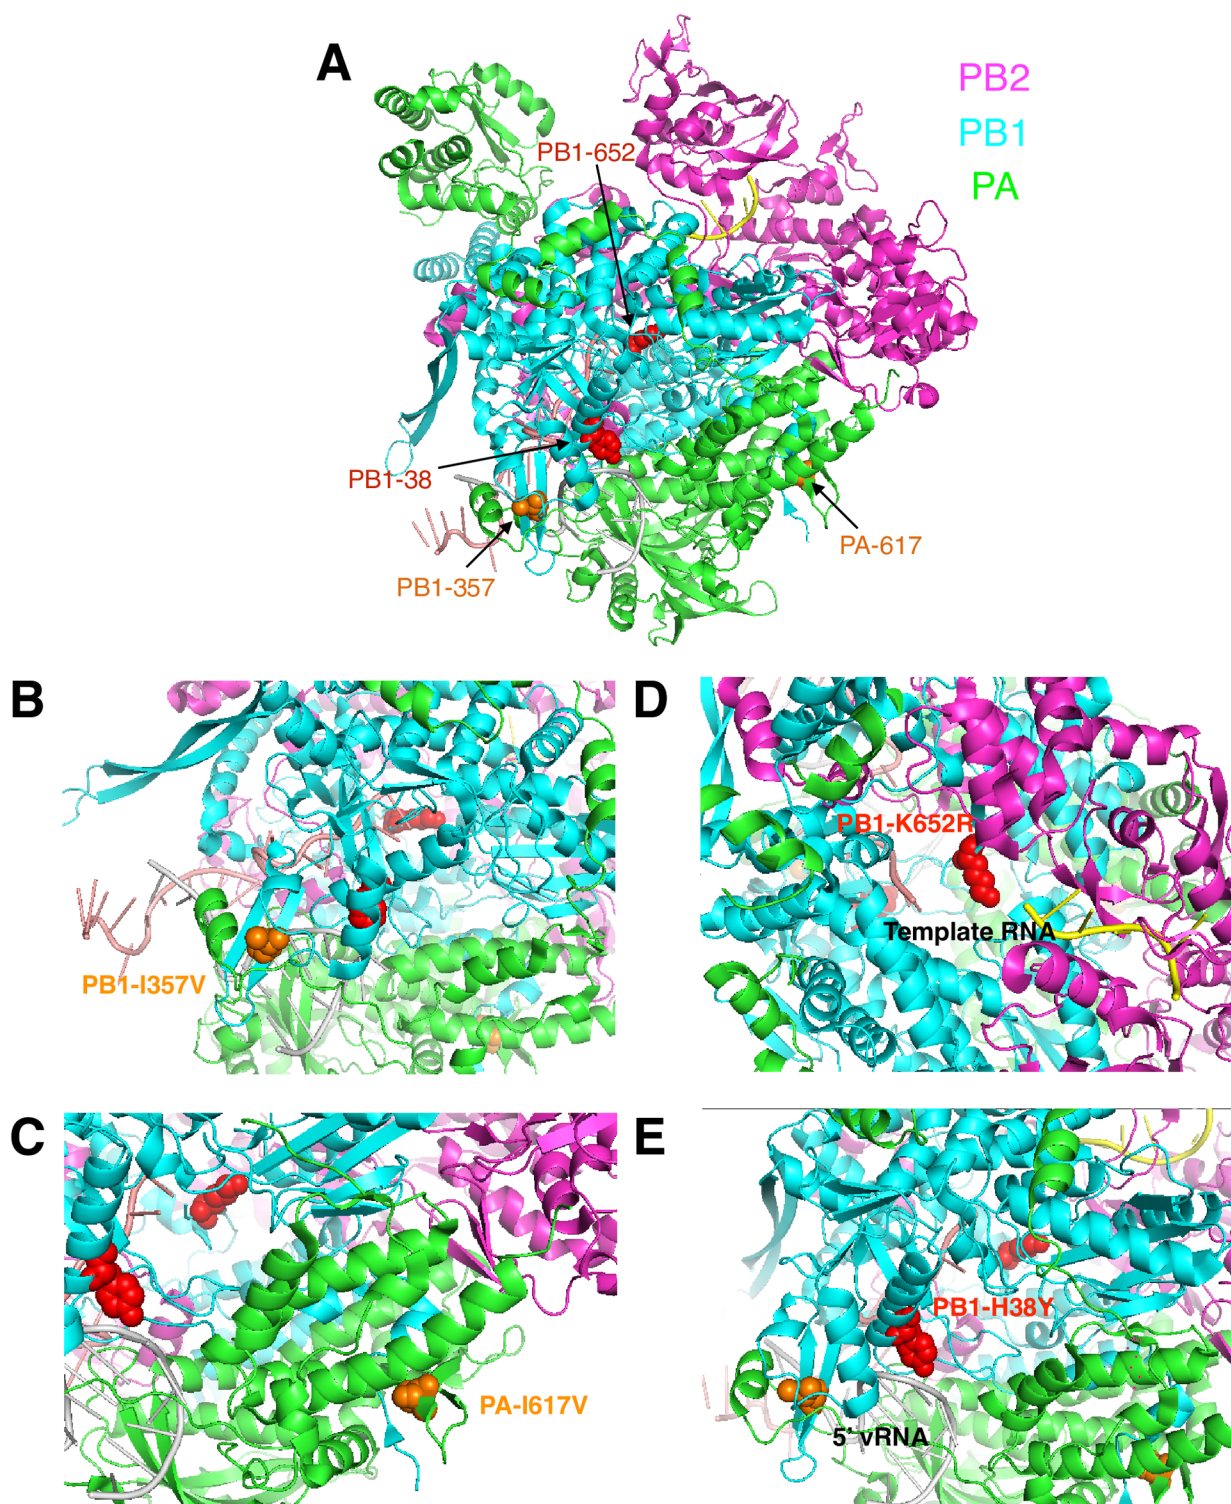 A
PB2
PB1
PA
PB1-652
PB1-38
PB1-357
PA-617
B
PB1-I357V
D
PB1-K652R
Template RNA
C
PA-I617V
E
PB1-H38Y
5' vRNA